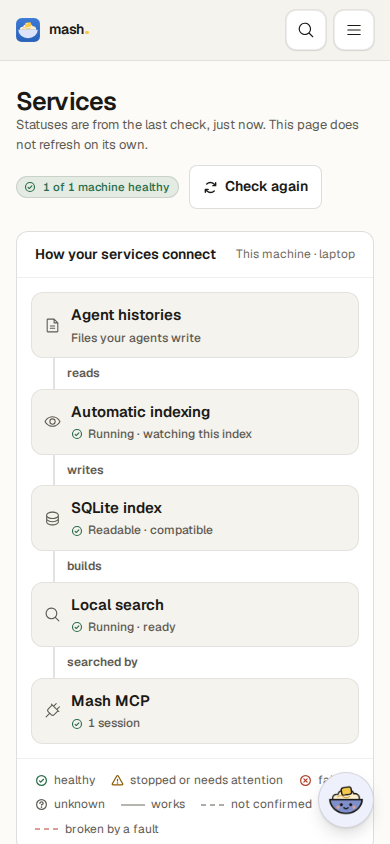 mash.
Services
Statuses are from the last check, just now. This page does
not refresh on its own.
1 of 1 machine healthy
Check again
How your services connect
This machine · laptop
Agent histories
Files your agents write
reads
Automatic indexing
Running · watching this index
writes
SQLite index
Readable · compatible
builds
Local search
Running · ready
searched by
Mash MCP
1 session
healthy
stopped or needs attention
unknown
works
not confirmed
broken by a fault